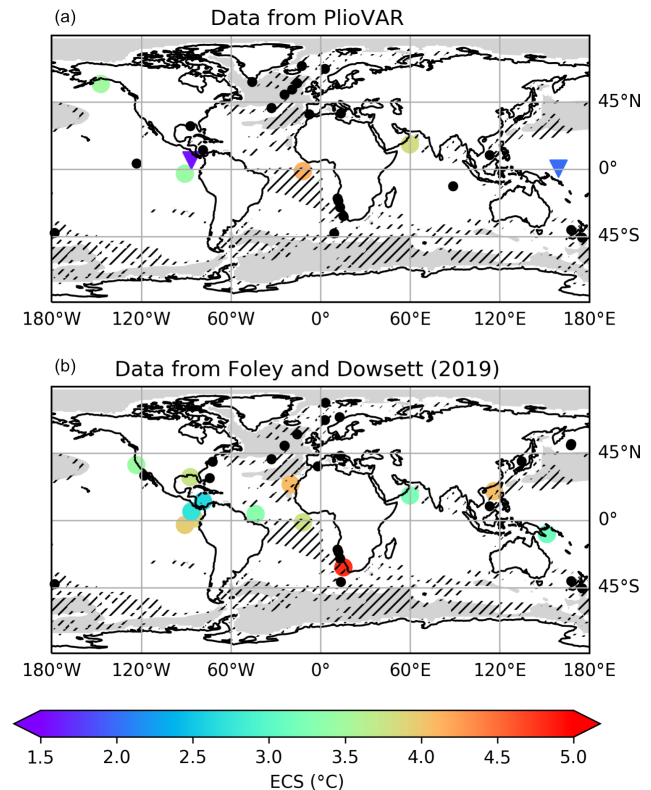 (a) Data from PlioVAR
45°N
0°
45°S
180°W 120°W 60°W 0° 60°E 120°E 180°E
(b) Data from Foley and Dowsett (2019)
45°N
0°
45°S
180°W 120°W 60°W 0° 60°E 120°E 180°E
1.5 2.0 2.5 3.0 3.5 4.0 4.5 5.0
ECS (°C)